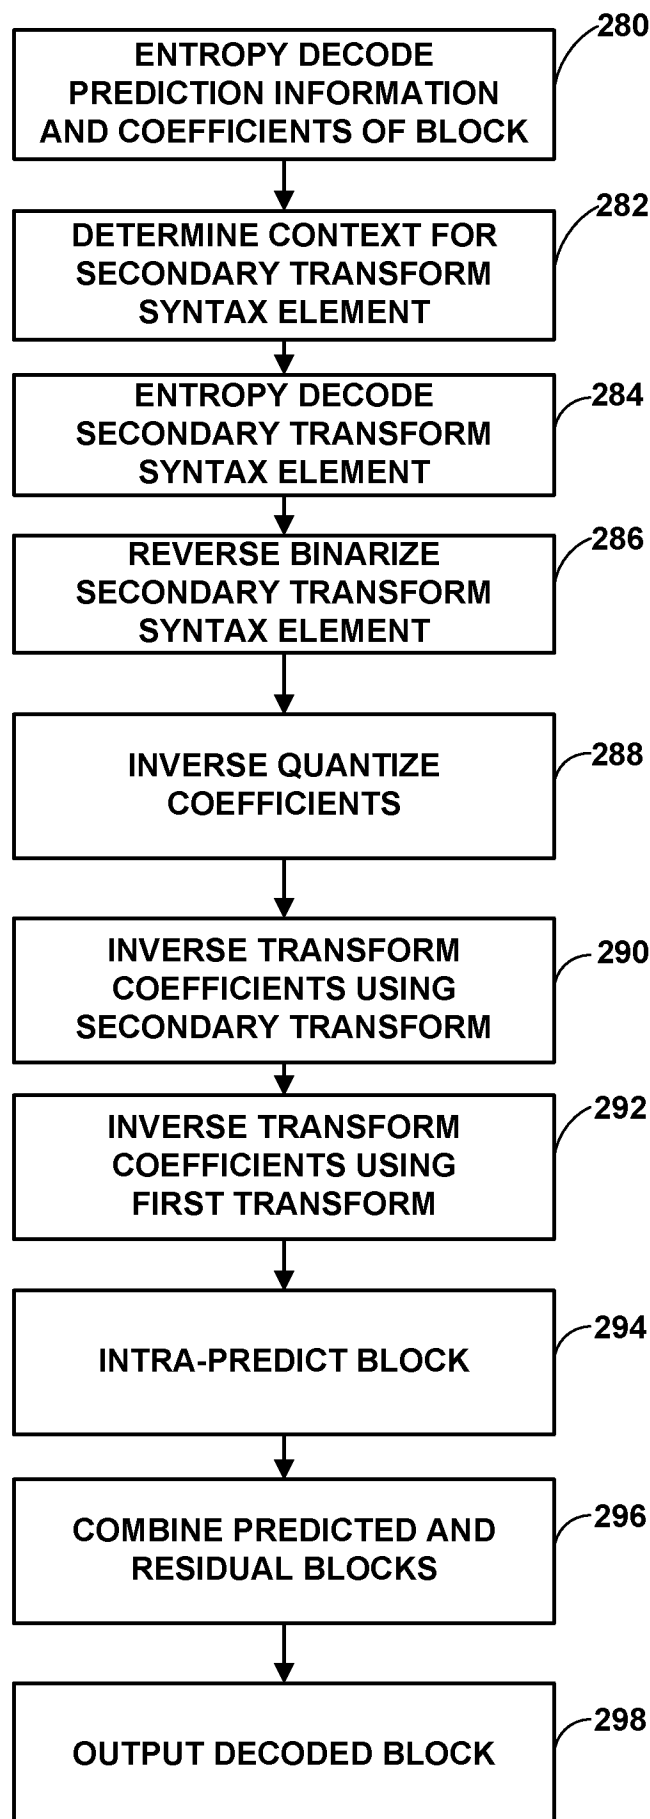 280
ENTROPY DECODE
PREDICTION INFORMATION
AND COEFFICIENTS OF BLOCK
282
DETERMINE CONTEXT FOR
SECONDARY TRANSFORM
SYNTAX ELEMENT
284
ENTROPY DECODE
SECONDARY TRANSFORM
SYNTAX ELEMENT
286
REVERSE BINARIZE
SECONDARY TRANSFORM
SYNTAX ELEMENT
288
INVERSE QUANTIZE
COEFFICIENTS
290
INVERSE TRANSFORM
COEFFICIENTS USING
SECONDARY TRANSFORM
292
INVERSE TRANSFORM
COEFFICIENTS USING
FIRST TRANSFORM
294
INTRA-PREDICT BLOCK
296
COMBINE PREDICTED AND
RESIDUAL BLOCKS
298
OUTPUT DECODED BLOCK